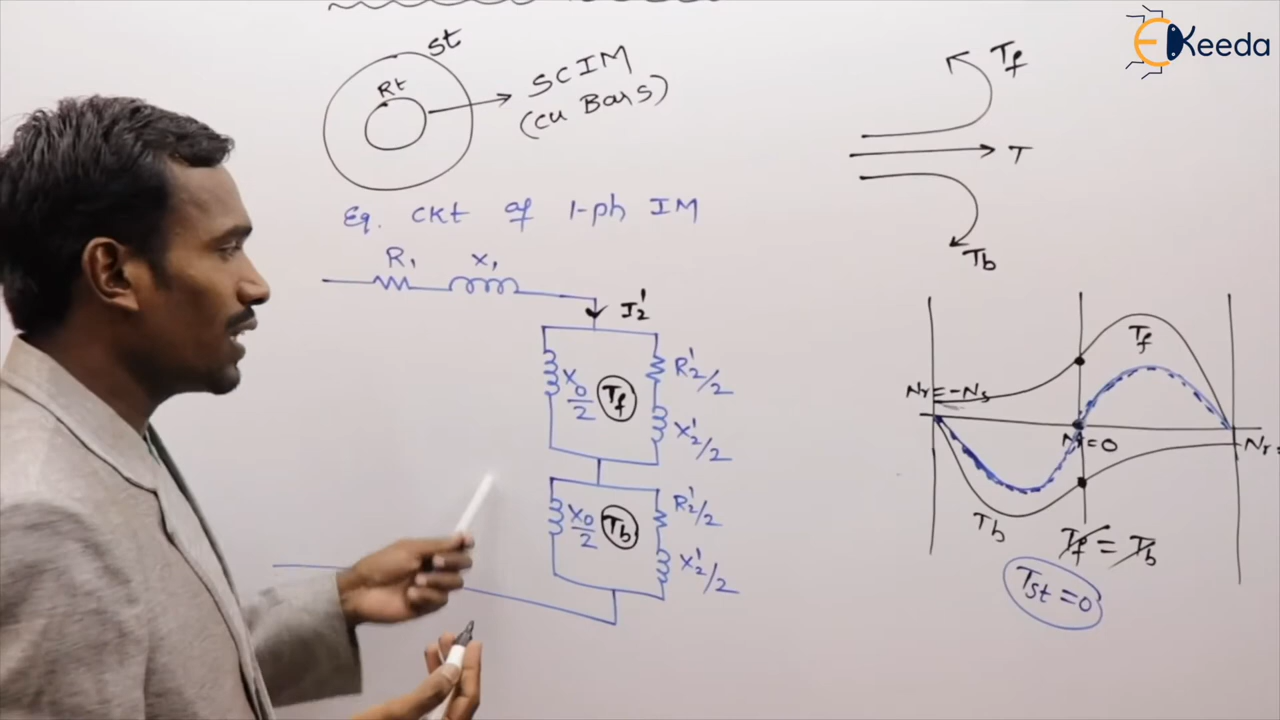 EKeeda
St
Rt
SCIM
(CU Bars)
Tf
T
Tb
Eq. CKt of 1-ph IM
R1 X1
I2'
X0/2 Tf R2'/2
X2'/2
X0/2 Tb R2'/2
X2'/2
Tf
Nr=-Ns
Nr=0
Nr=
Tb
Tf = Tb
Tst=0